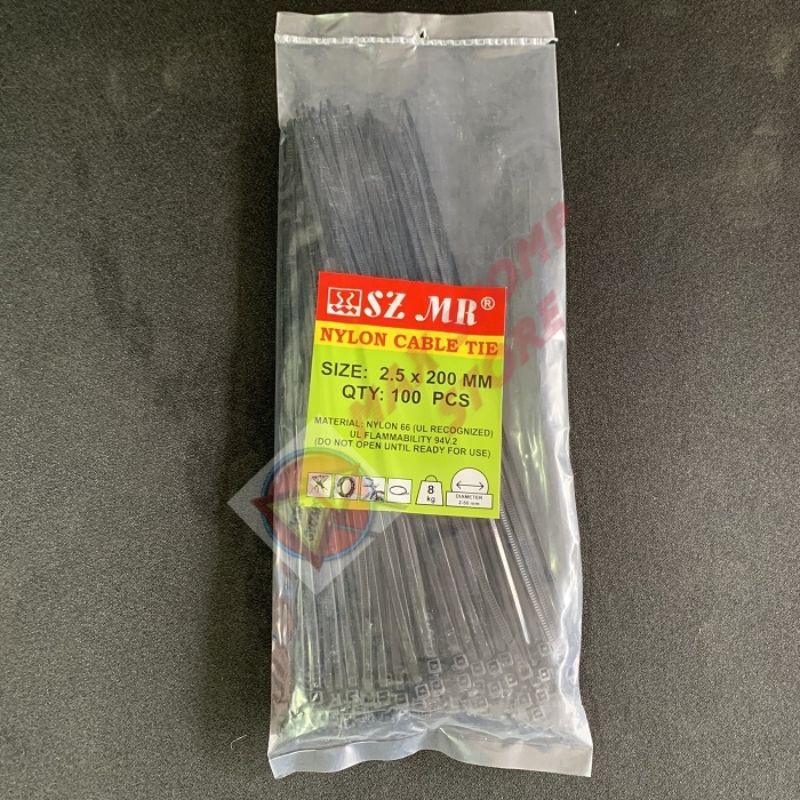 SZ MR®
NYLON CABLE TIE
SIZE: 2.5 x 200 MM
QTY: 100 PCS
MATERIAL: NYLON 66 (UL RECOGNIZED)
UL FLAMMABILITY 94V.2
(DO NOT OPEN UNTIL READY FOR USE)
8
kg
DIAMETER
STORE